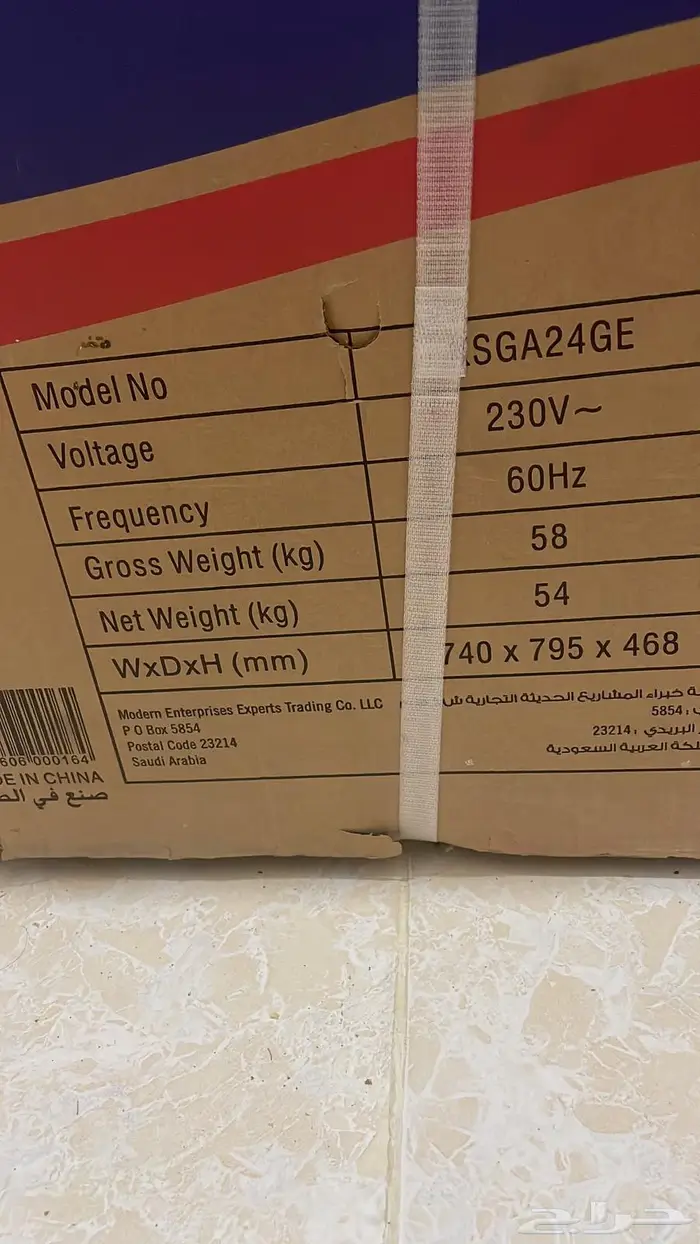 Model No SGA24GE
Voltage 230V~
Frequency 60Hz
Gross Weight (kg) 58
Net Weight (kg) 54
WxDxH (mm) 740 x 795 x 468
Modern Enterprises Experts Trading Co. LLC
P O Box 5854
Postal Code 23214
Saudi Arabia
خبراء المشاريع الحديثة التجارية
5854
البريدي : 23214
العربية السعودية
606 000164
IN CHINA
صنع في
حراج